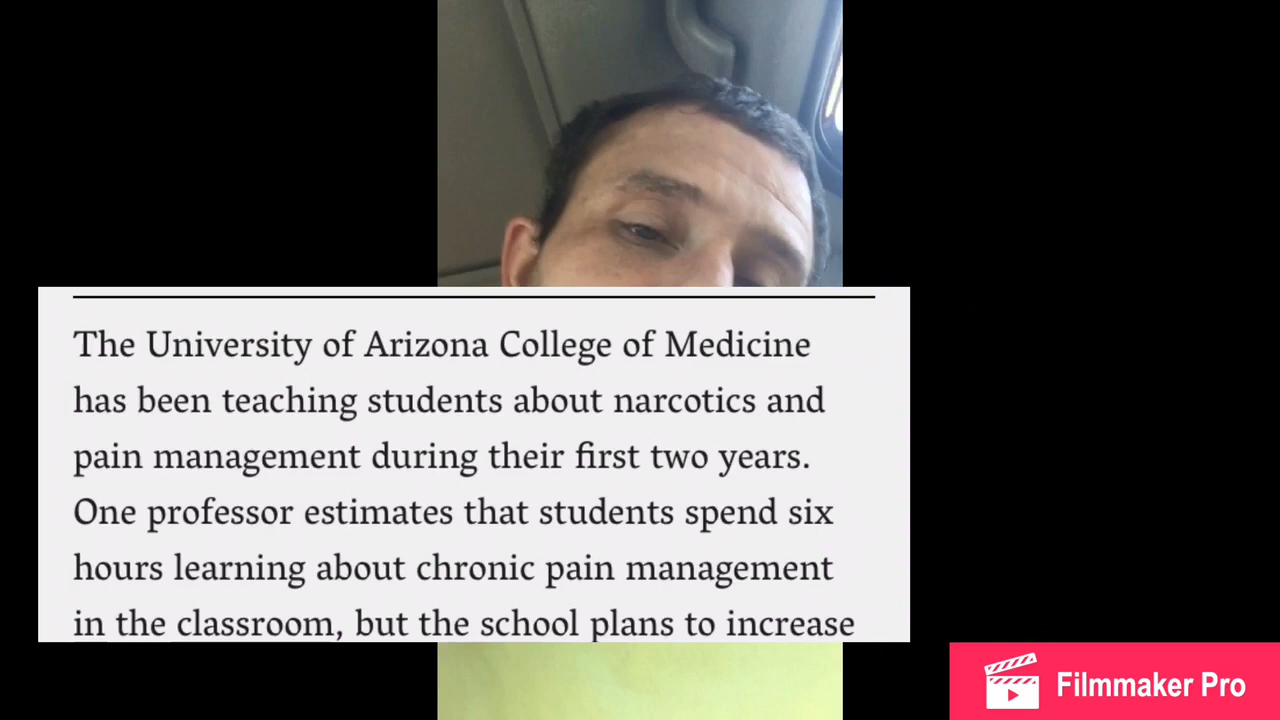 The University of Arizona College of Medicine
has been teaching students about narcotics and
pain management during their first two years.
One professor estimates that students spend six
hours learning about chronic pain management
in the classroom, but the school plans to increase
Filmmaker Pro